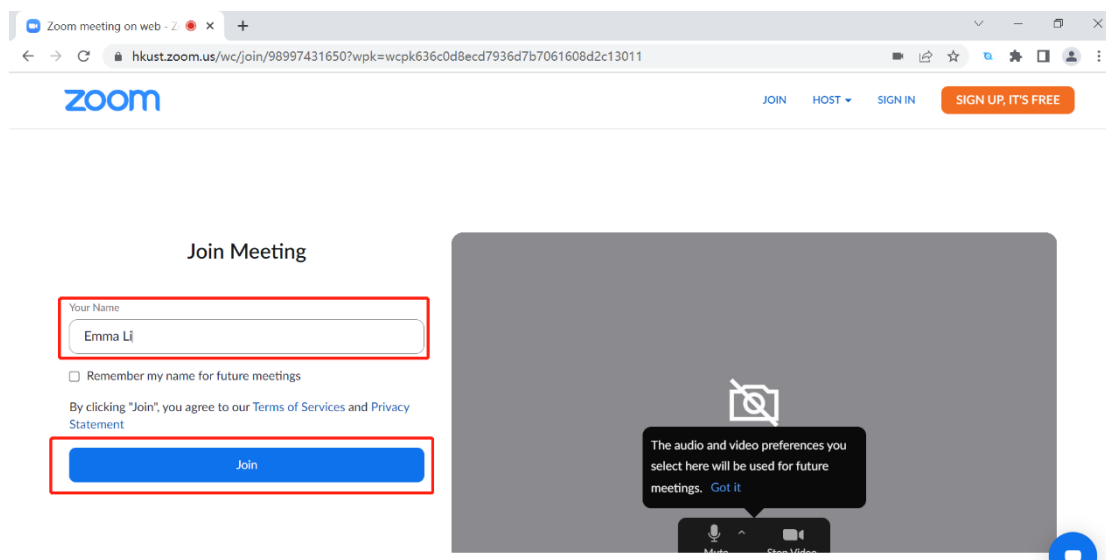 Zoom meeting on web - Z
hkust.zoom.us/wc/join/98997431650?wpk=wcpk636c0d8ecd7936d7b7061608d2c13011
zoom
JOIN HOST SIGN IN SIGN UP, IT'S FREE
Join Meeting
Your Name
Emma Li
Remember my name for future meetings
By clicking "Join", you agree to our Terms of Services and Privacy
Statement
Join
The audio and video preferences you
select here will be used for future
meetings. Got it
Mute Stop Video